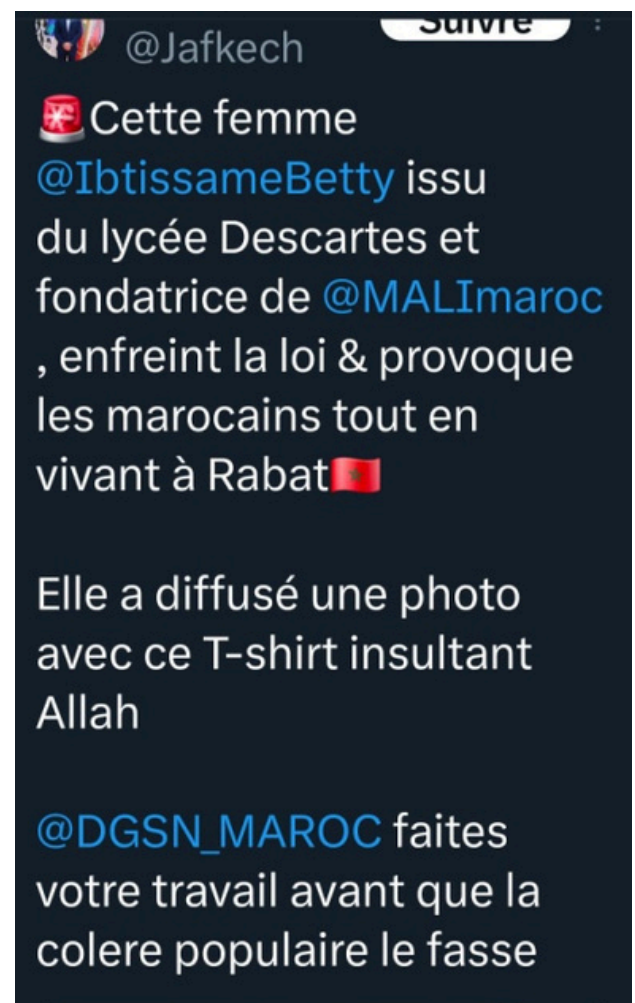 Suivre
@Jafkech
🚨Cette femme
@IbtissameBetty issu
du lycée Descartes et
fondatrice de @MALImaroc
, enfreint la loi & provoque
les marocains tout en
vivant à Rabat🇲🇦
Elle a diffusé une photo
avec ce T-shirt insultant
Allah
@DGSN_MAROC faites
votre travail avant que la
colere populaire le fasse